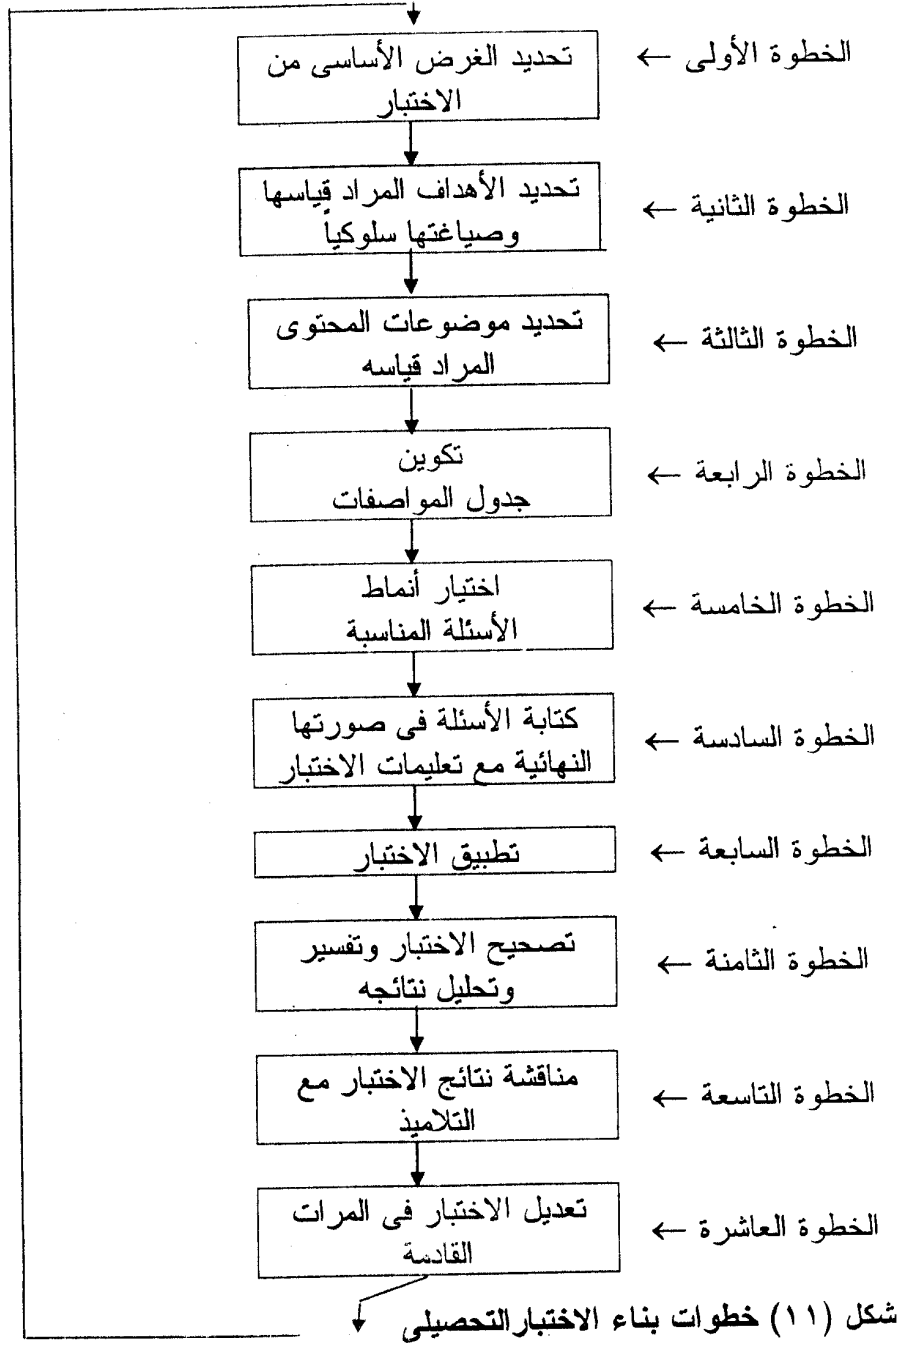 الخطوة الأولى ←
تحديد الغرض الأساسى من
الاختبار
الخطوة الثانية ←
تحديد الأهداف المراد قياسها
وصياغتها سلوكياً
الخطوة الثالثة ←
تحديد موضوعات المحتوى
المراد قياسه
الخطوة الرابعة ←
تكوين
جدول المواصفات
الخطوة الخامسة ←
اختيار أنماط
الأسئلة المناسبة
الخطوة السادسة ←
كتابة الأسئلة فى صورتها
النهائية مع تعليمات الاختبار
الخطوة السابعة ←
تطبيق الاختبار
الخطوة الثامنة ←
تصحيح الاختبار وتفسير
وتحليل نتائجه
الخطوة التاسعة ←
مناقشة نتائج الاختبار مع
التلاميذ
الخطوة العاشرة ←
تعديل الاختبار فى المرات
القادمة
شكل (١١) خطوات بناء الاختبار التحصيلى